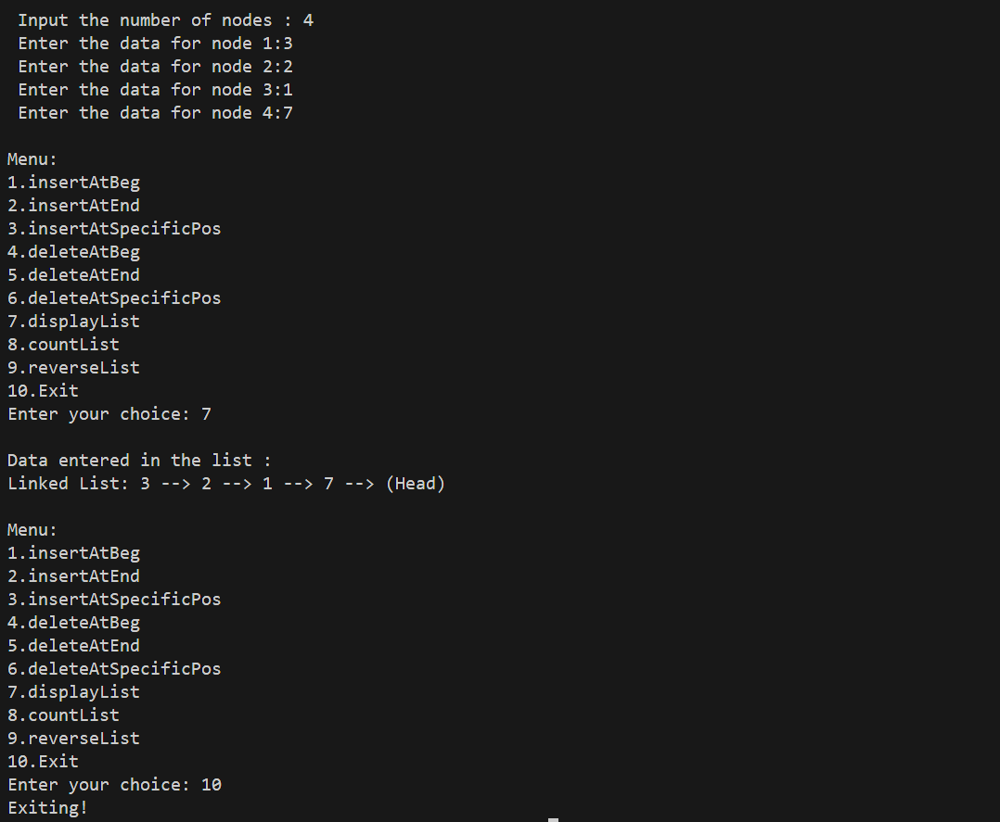 Input the number of nodes : 4
Enter the data for node 1:3
Enter the data for node 2:2
Enter the data for node 3:1
Enter the data for node 4:7
Menu:
1.insertAtBeg
2.insertAtEnd
3.insertAtSpecificPos
4.deleteAtBeg
5.deleteAtEnd
6.deleteAtSpecificPos
7.displayList
8.countList
9.reverseList
10.Exit
Enter your choice: 7
Data entered in the list :
Linked List: 3 --> 2 --> 1 --> 7 --> (Head)
Menu:
1.insertAtBeg
2.insertAtEnd
3.insertAtSpecificPos
4.deleteAtBeg
5.deleteAtEnd
6.deleteAtSpecificPos
7.displayList
8.countList
9.reverseList
10.Exit
Enter your choice: 10
Exiting!